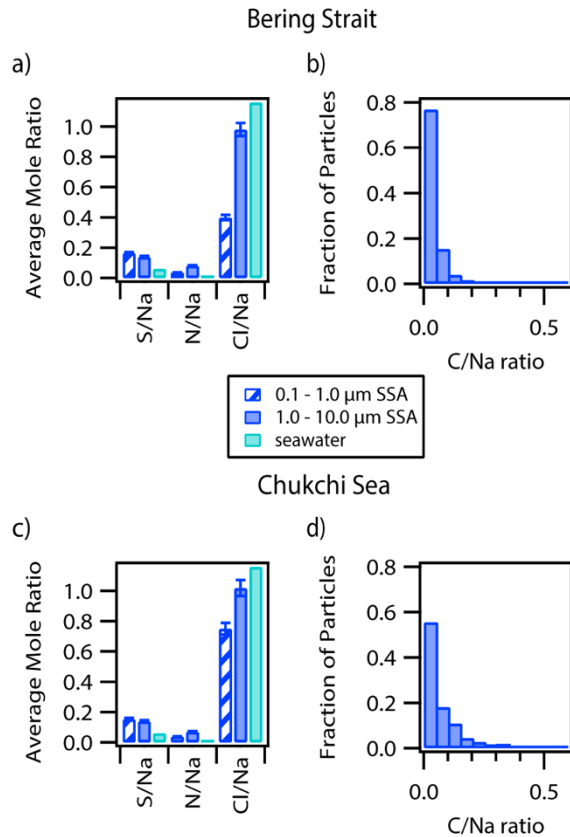 Bering Strait
a)
b)
Average Mole Ratio
1.0
0.8
0.6
0.4
0.2
0.0
S/Na
N/Na
Cl/Na
Fraction of Particles
0.8
0.6
0.4
0.2
0.0
0.0
0.5
C/Na ratio
0.1 - 1.0 µm SSA
1.0 - 10.0 µm SSA
seawater
Chukchi Sea
c)
d)
Average Mole Ratio
1.0
0.8
0.6
0.4
0.2
0.0
S/Na
N/Na
Cl/Na
Fraction of Particles
0.8
0.6
0.4
0.2
0.0
0.0
0.5
C/Na ratio